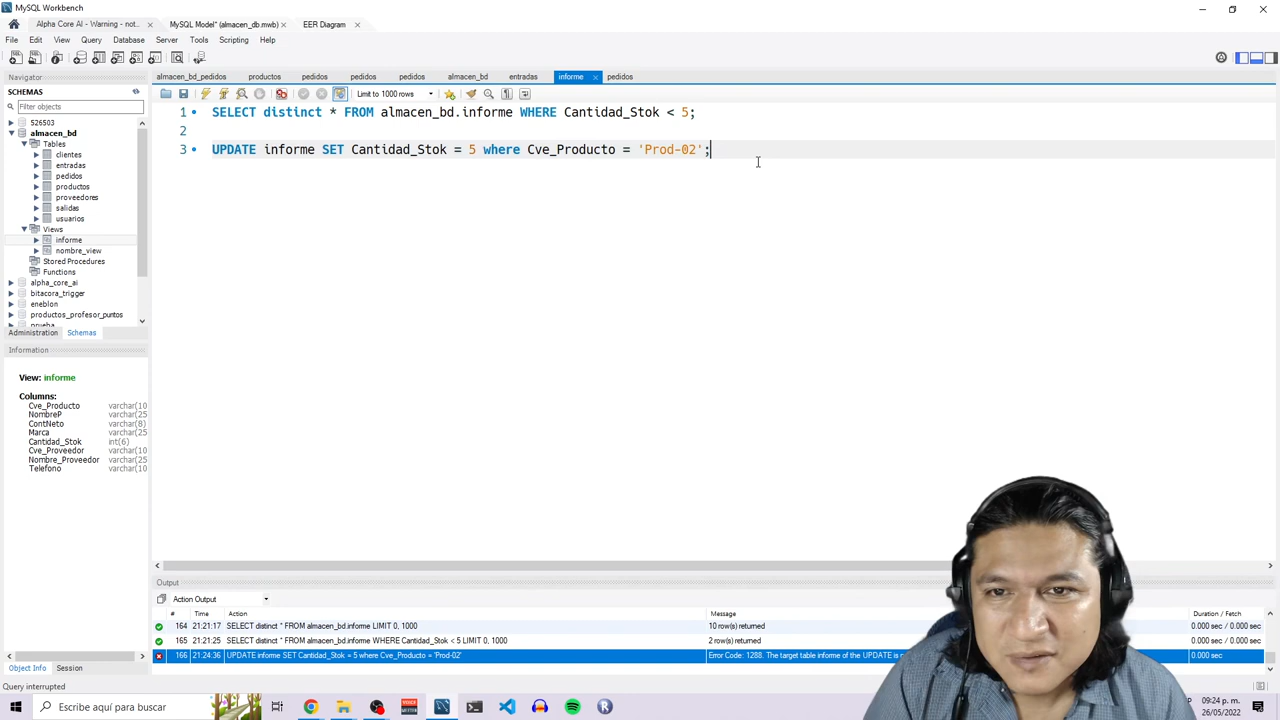 MySQL Workbench
Alpha Core AI - Warning - not...
MySQL Model* (almacen_db.mwb)
EER Diagram
File Edit View Query Database Server Tools Scripting Help
Navigator
SCHEMAS
Filter objects
526503
almacen_bd
Tables
clientes
entradas
pedidos
productos
proveedores
salidas
usuarios
Views
informe
nombre_view
Stored Procedures
Functions
alpha_core_ai
bitacora_trigger
eneblon
productos_profesor_puntos
prueba
Administration Schemas
Information
View: informe
Columns:
Cve_Producto varchar(10
NombreP varchar(25
ContNeto varchar(8)
Marca varchar(25
Cantidad_Stok int(6)
Cve_Proveedor varchar(10
Nombre_Proveedor varchar(25
Telefono varchar(10
Object Info Session
Query interrupted
almacen_bd_pedidos productos pedidos pedidos pedidos almacen_bd entradas informe pedidos
Limit to 1000 rows
1 SELECT distinct * FROM almacen_bd.informe WHERE Cantidad_Stok < 5;
2
3 UPDATE informe SET Cantidad_Stok = 5 where Cve_Producto = 'Prod-02';
Output
Action Output
# Time Action Message Duration / Fetch
164 21:21:17 SELECT distinct * FROM almacen_bd.informe LIMIT 0, 1000 10 row(s) returned 0.000 sec / 0.000 sec
165 21:21:25 SELECT distinct * FROM almacen_bd.informe WHERE Cantidad_Stok < 5 LIMIT 0, 1000 2 row(s) returned 0.000 sec / 0.000 sec
166 21:24:36 UPDATE informe SET Cantidad_Stok = 5 where Cve_Producto = 'Prod-02' Error Code: 1288. The target table informe of the UPDATE is 0.000 sec
Escribe aquí para buscar
09:24 p. m.
26/05/2022